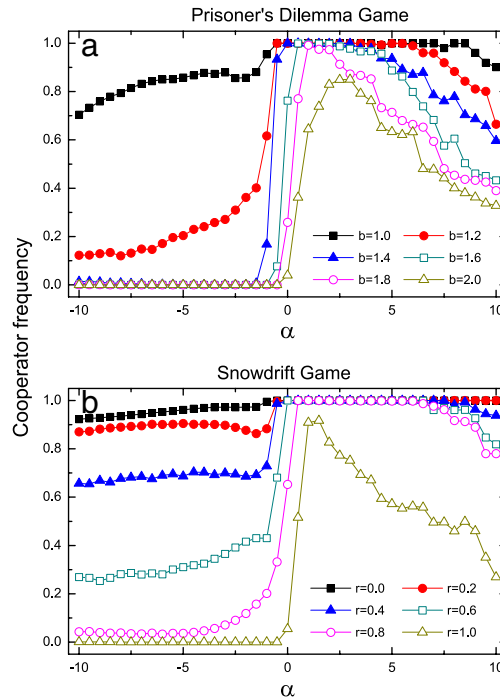 Prisoner's Dilemma Game
a
1.0
0.8
0.6
0.4
0.2
0.0
b=1.0 b=1.2
b=1.4 b=1.6
b=1.8 b=2.0
-10 -5 0 5 10
α
Cooperator frequency
Snowdrift Game
b
1.0
0.8
0.6
0.4
0.2
0.0
r=0.0 r=0.2
r=0.4 r=0.6
r=0.8 r=1.0
-10 -5 0 5 10
α